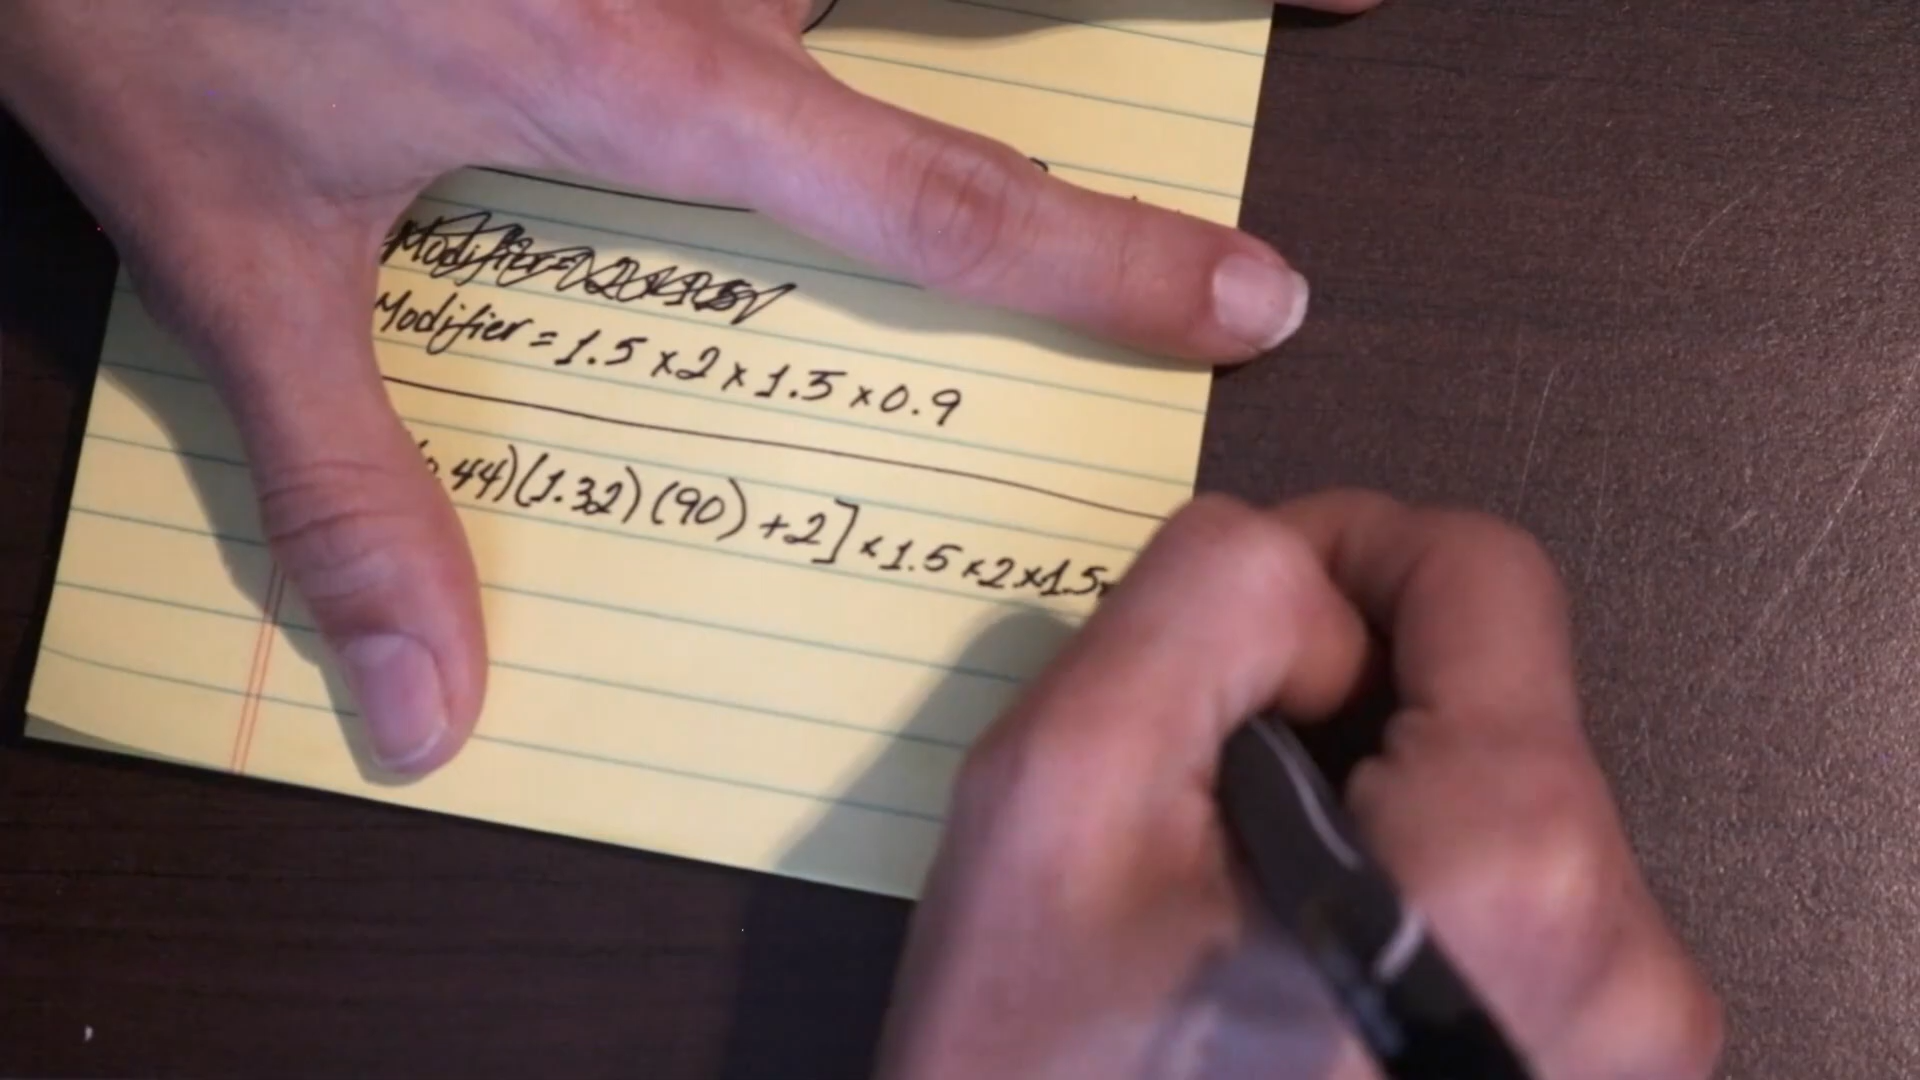 Modifier = 1.5 x 2 x 1.5 x 0.9
.44)(1.32)(90)+2] x 1.5 x 2 x 1.5 x